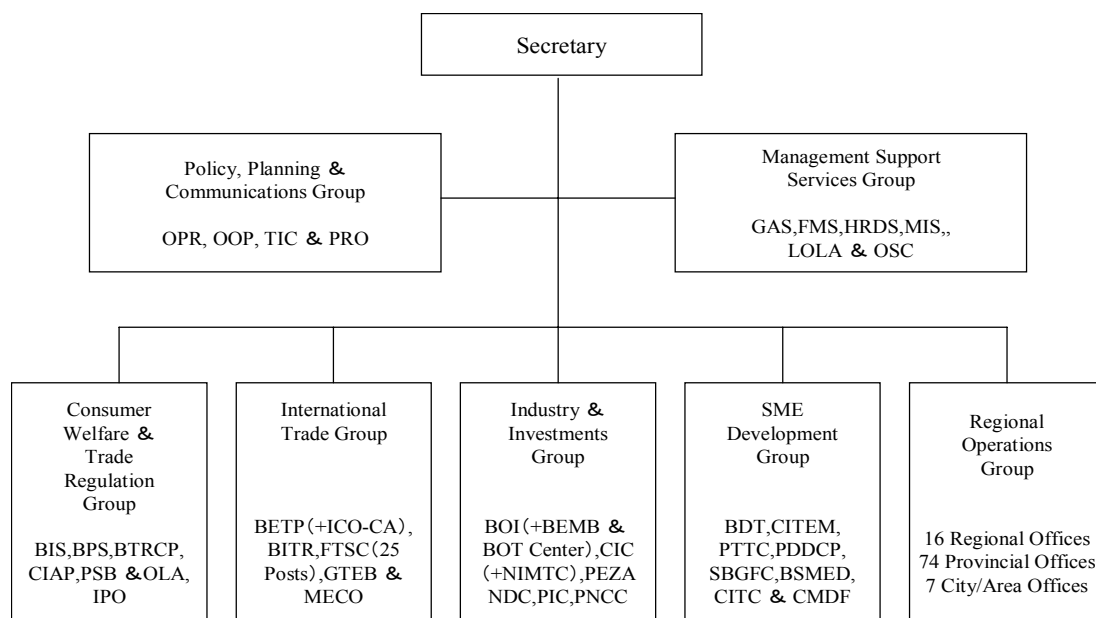 Secretary
Policy, Planning &
Communications Group
OPR, OOP, TIC & PRO
Management Support
Services Group
GAS,FMS,HRDS,MIS,,
LOLA & OSC
Consumer
Welfare &
Trade
Regulation
Group
BIS,BPS,BTRCP,
CIAP,PSB &OLA,
IPO
International
Trade Group
BETP(+ICO-CA),
BITR,FTSC(25
Posts),GTEB &
MECO
Industry &
Investments
Group
BOI(+BEMB &
BOT Center),CIC
(+NIMTC),PEZA
NDC,PIC,PNCC
SME
Development
Group
BDT,CITEM,
PTTC,PDDCP,
SBGFC,BSMED,
CITC & CMDF
Regional
Operations
Group
16 Regional Offices
74 Provincial Offices
7 City/Area Offices